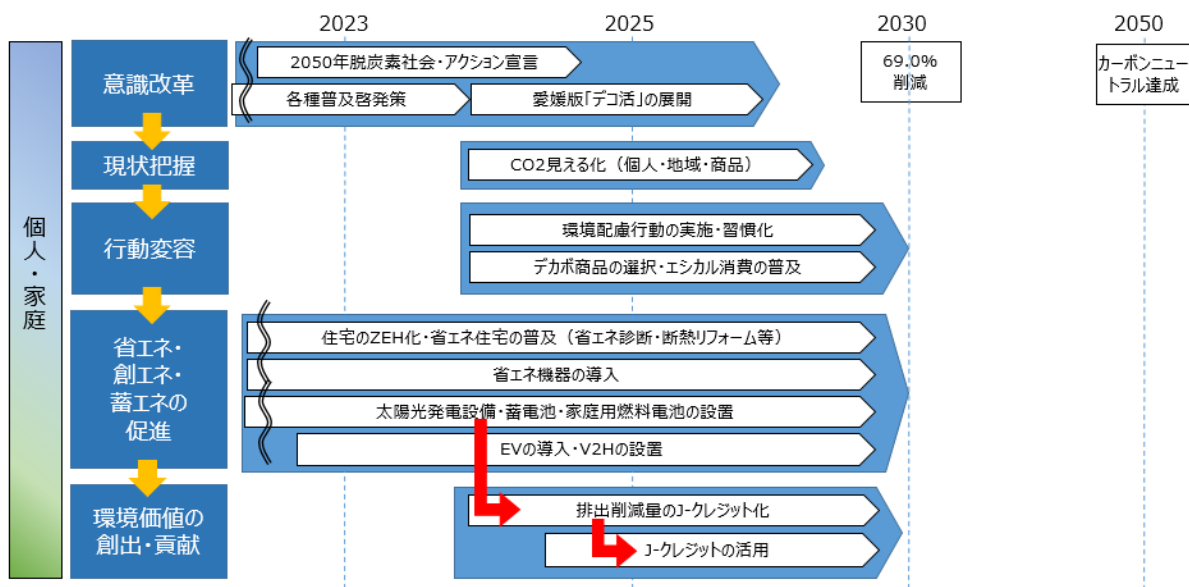 2023
2025
2030
2050
個人・家庭
意識改革
2050年脱炭素社会・アクション宣言
各種普及啓発策
愛媛版「デコ活」の展開
69.0%
削減
カーボンニュー
トラル達成
現状把握
CO2見える化（個人・地域・商品）
行動変容
環境配慮行動の実施・習慣化
デカボ商品の選択・エシカル消費の普及
省エネ・
創エネ・
蓄エネの
促進
住宅のZEH化・省エネ住宅の普及（省エネ診断・断熱リフォーム等）
省エネ機器の導入
太陽光発電設備・蓄電池・家庭用燃料電池の設置
EVの導入・V2Hの設置
環境価値の
創出・貢献
排出削減量のJ-クレジット化
J-クレジットの活用